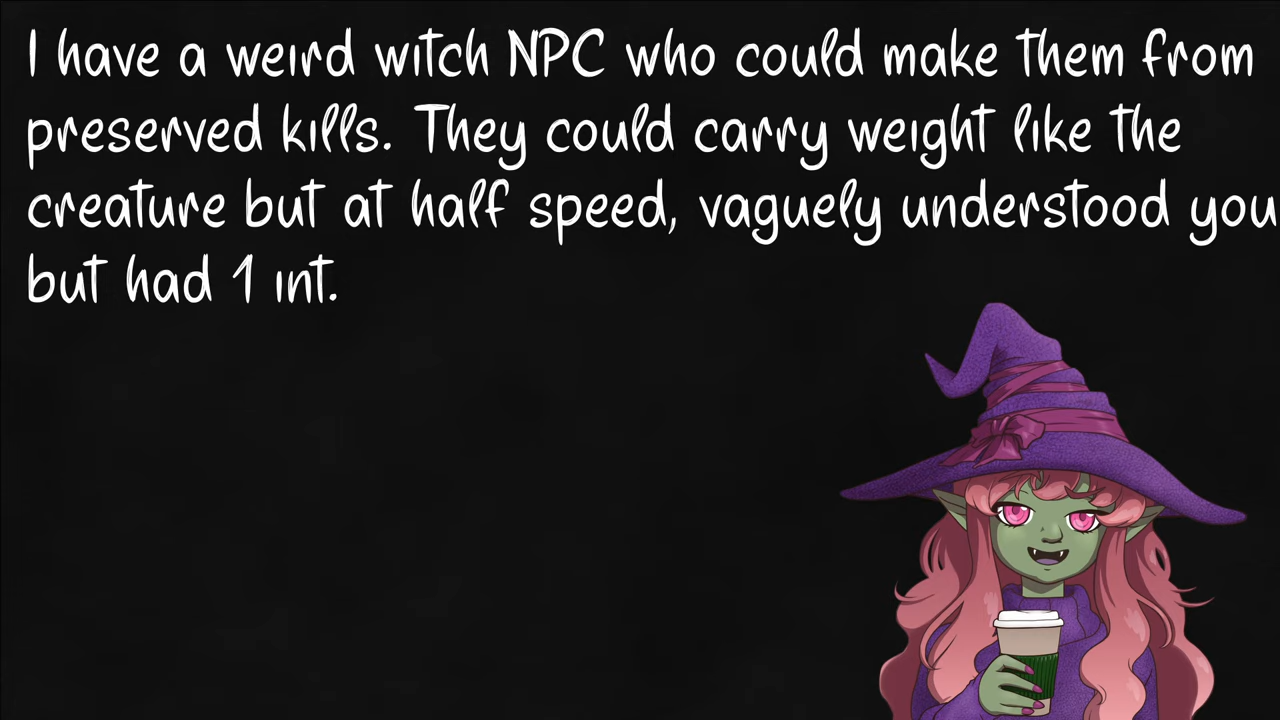 I have a weird witch NPC who could make them from
preserved kills. They could carry weight like the
creature but at half speed, vaguely understood you
but had 1 int.